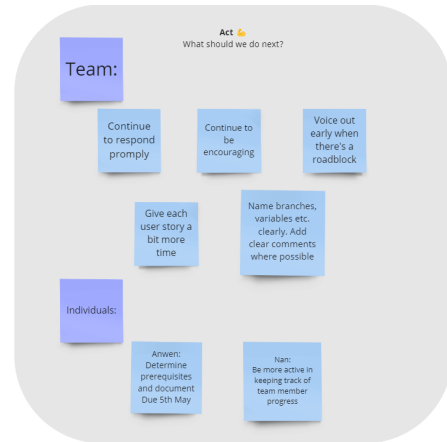 Act 💪
What should we do next?
Team:
Continue
to respond
promply
Continue to
be
encouraging
Voice out
early when
there's a
roadblock
Give each
user story a
bit more
time
Name branches,
variables etc.
clearly. Add
clear comments
where possible
Individuals:
Anwen:
Determine
prerequisites
and document
Due 5th May
Nan:
Be more active in
keeping track of
team member
progress